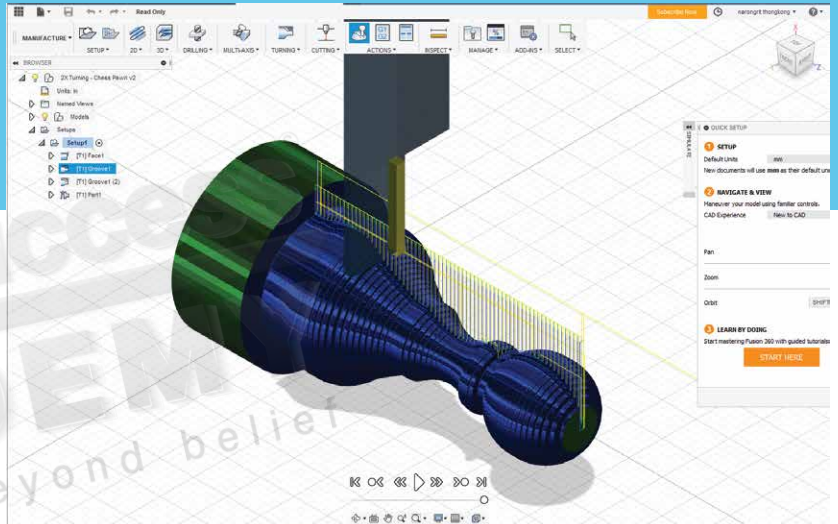 Read Only
Subscribe Now
narongrit thongkong
MANUFACTURE
SETUP
2D
3D
DRILLING
MULTI-AXIS
TURNING
CUTTING
ACTIONS
INSPECT
MANAGE
ADD-INS
SELECT
BROWSER
2X Turning - Chess Pawn v2
Units: in
Named Views
Models
Setups
Setup1
[T1] Face1
[T1] Groove1
[T1] Groove1 (2)
[T1] Part1
Z
SIMULATE
QUICK SETUP
1 SETUP
Default Units mm
New documents will use mm as their default
2 NAVIGATE & VIEW
Maneuver your model using familiar controls.
CAD Experience New to CAD
Pan
Zoom
Orbit SHIFT
3 LEARN BY DOING
Start mastering Fusion 360 with guided tutorials
START HERE
beyond belief